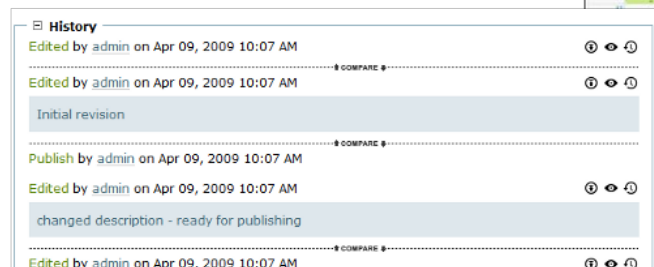 History
Edited by admin on Apr 09, 2009 10:07 AM
COMPARE
Edited by admin on Apr 09, 2009 10:07 AM
Initial revision
COMPARE
Publish by admin on Apr 09, 2009 10:07 AM
Edited by admin on Apr 09, 2009 10:07 AM
changed description - ready for publishing
COMPARE
Edited by admin on Apr 09, 2009 10:07 AM